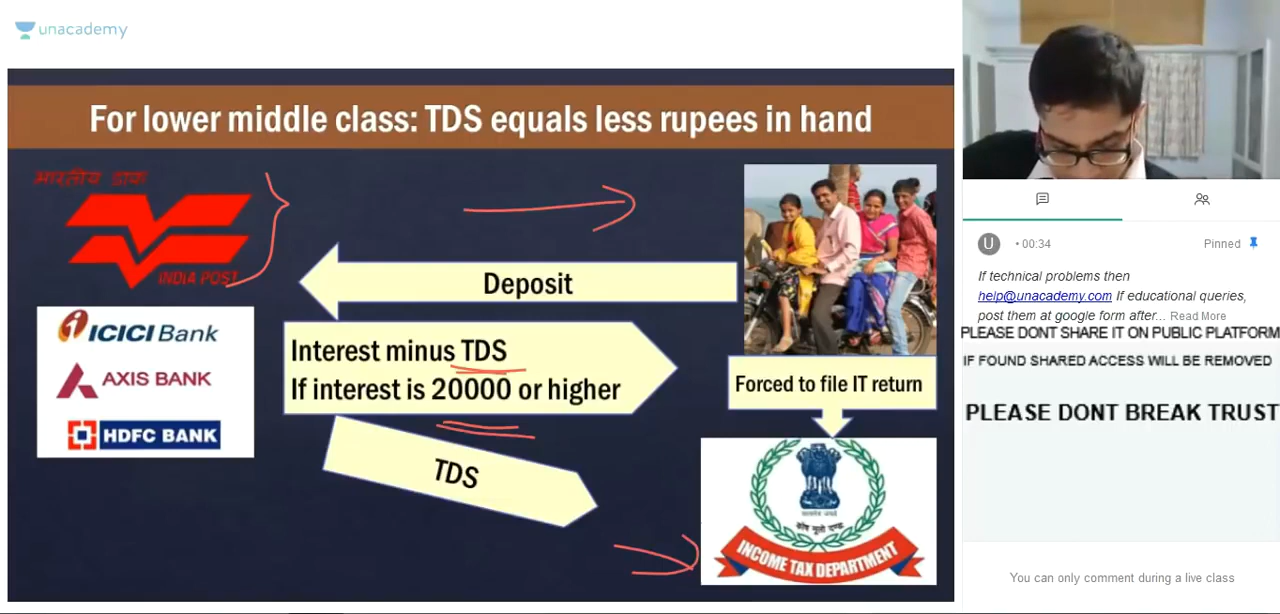 unacademy
For lower middle class: TDS equals less rupees in hand
भारतीय डाक
INDIA POST
Deposit
ICICI Bank
AXIS BANK
HDFC BANK
Interest minus TDS
If interest is 20000 or higher
TDS
Forced to file IT return
INCOME TAX DEPARTMENT
U • 00:34 Pinned
If technical problems then
help@unacademy.com If educational queries,
post them at google form after... Read More
PLEASE DONT SHARE IT ON PUBLIC PLATFORM
IF FOUND SHARED ACCESS WILL BE REMOVED
PLEASE DONT BREAK TRUST
You can only comment during a live class